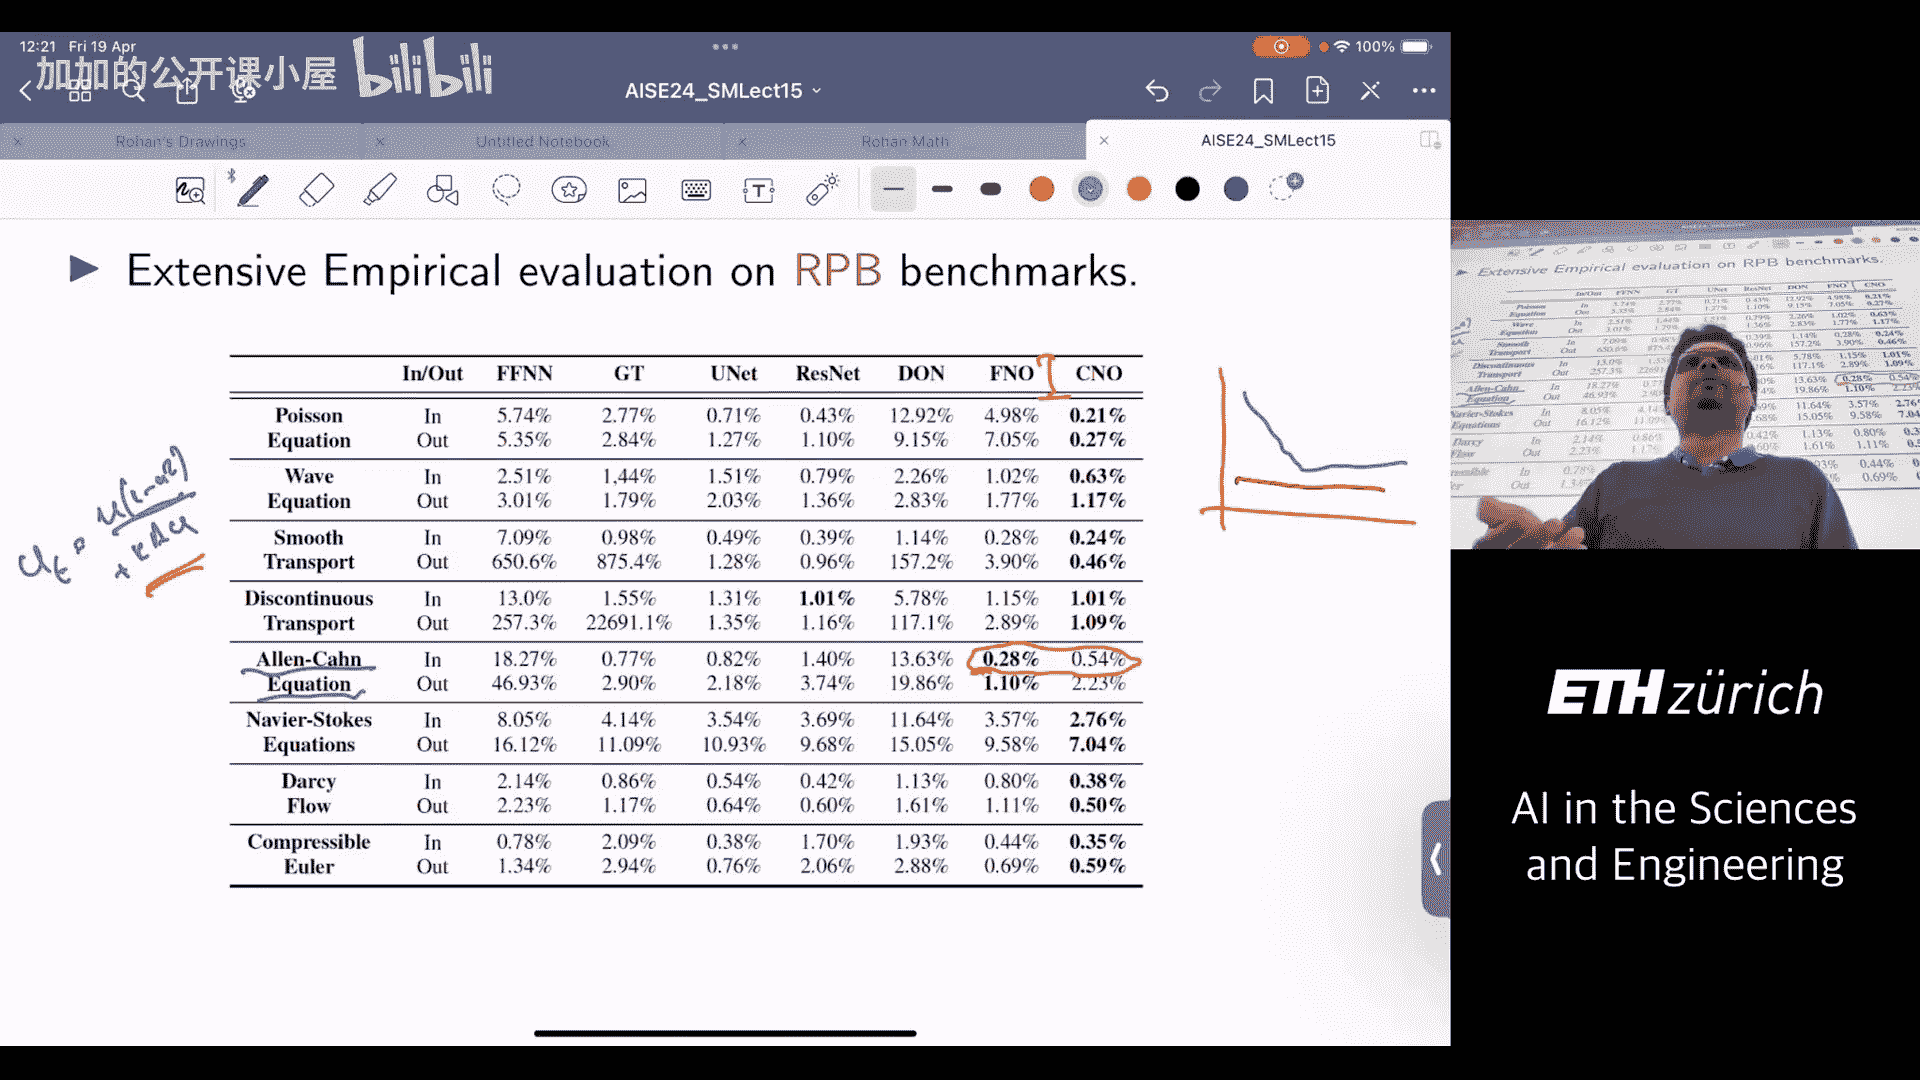 12:21 Fri 19 Apr
100%
加加的公开课小屋 bilibili
AISE24_SMLect15
Rohan's Drawings
Untitled Notebook
Rohan Math
AISE24_SMLect15
Extensive Empirical evaluation on RPB benchmarks.
In/Out FFNN GT UNet ResNet DON FNO CNO
Poisson In 5.74% 2.77% 0.71% 0.43% 12.92% 4.98% 0.21%
Equation Out 5.35% 2.84% 1.27% 1.10% 9.15% 7.05% 0.27%
Wave In 2.51% 1.44% 1.51% 0.79% 2.26% 1.02% 0.63%
Equation Out 3.01% 1.79% 2.03% 1.36% 2.83% 1.77% 1.17%
Smooth In 7.09% 0.98% 0.49% 0.39% 1.14% 0.28% 0.24%
Transport Out 650.6% 875.4% 1.28% 0.96% 157.2% 3.90% 0.46%
Discontinuous In 13.0% 1.55% 1.31% 1.01% 5.78% 1.15% 1.01%
Transport Out 257.3% 22691.1% 1.35% 1.16% 117.1% 2.89% 1.09%
Allen-Cahn In 18.27% 0.77% 0.82% 1.40% 13.63% 0.28% 0.54%
Equation Out 46.93% 2.90% 2.18% 3.74% 19.86% 1.10% 2.23%
Navier-Stokes In 8.05% 4.14% 3.54% 3.69% 11.64% 3.57% 2.76%
Equations Out 16.12% 11.09% 10.93% 9.68% 15.05% 9.58% 7.04%
Darcy In 2.14% 0.86% 0.54% 0.42% 1.13% 0.80% 0.38%
Flow Out 2.23% 1.17% 0.64% 0.60% 1.61% 1.11% 0.50%
Compressible In 0.78% 2.09% 0.38% 1.70% 1.93% 0.44% 0.35%
Euler Out 1.34% 2.94% 0.76% 2.06% 2.88% 0.69% 0.59%
Extensive Empirical evaluation on RPB benchmarks.
ETH zürich
AI in the Sciences
and Engineering